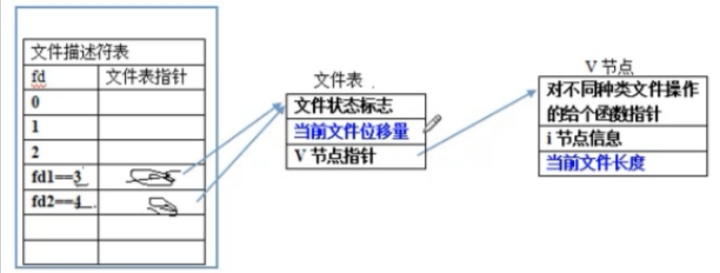 文件描述符表
fd 文件表指针
0
1
2
fd1==3
fd2==4
文件表
文件状态标志
当前文件位移量
V 节点指针
V 节点
对不同种类文件操作
的给个函数指针
i 节点信息
当前文件长度